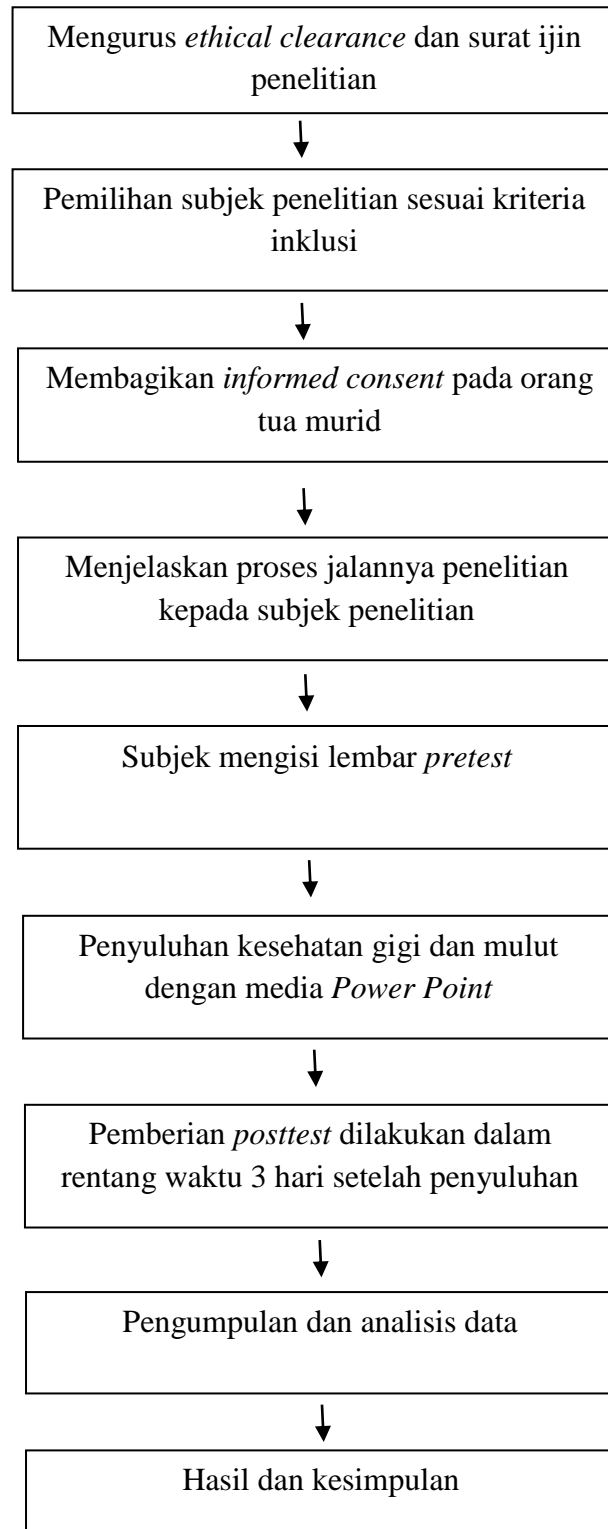 Mengurus ethical clearance dan surat ijin
penelitian
Pemilihan subjek penelitian sesuai kriteria
inklusi
Membagikan informed consent pada orang
tua murid
Menjelaskan proses jalannya penelitian
kepada subjek penelitian
Subjek mengisi lembar pretest
Penyuluhan kesehatan gigi dan mulut
dengan media Power Point
Pemberian posttest dilakukan dalam
rentang waktu 3 hari setelah penyuluhan
Pengumpulan dan analisis data
Hasil dan kesimpulan